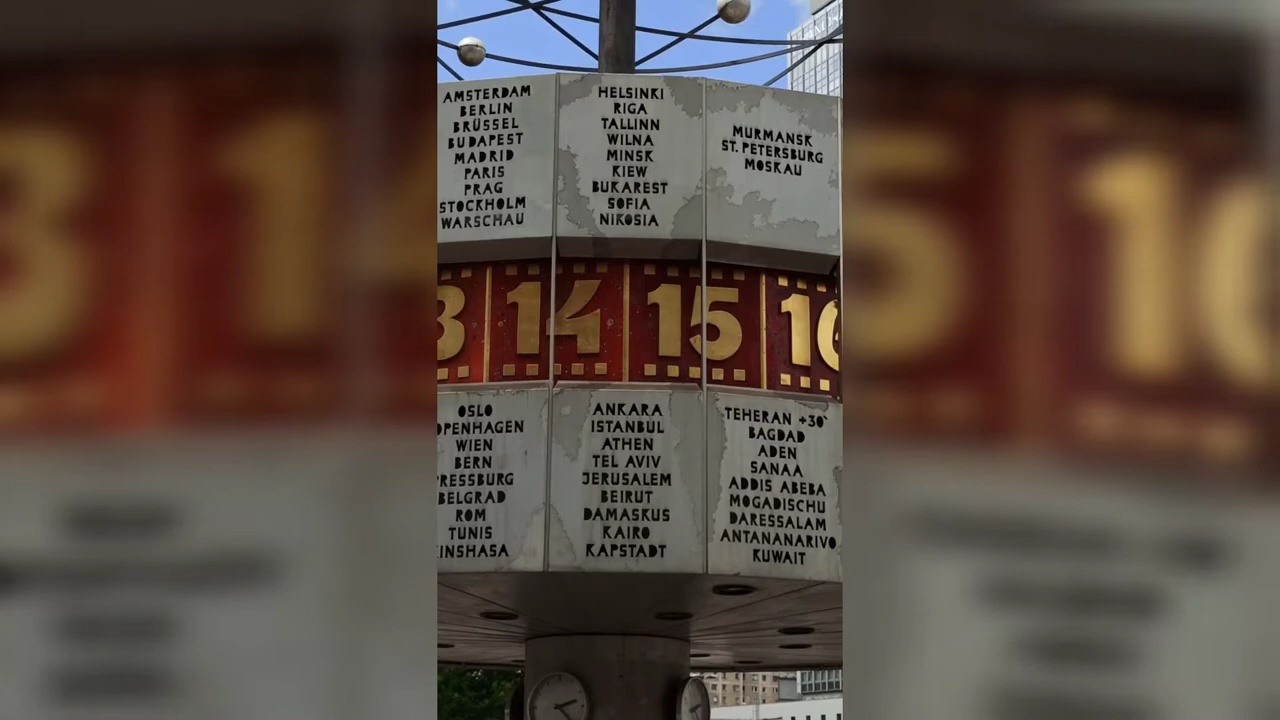 AMSTERDAM
BERLIN
BRÜSSEL
BUDAPEST
MADRID
PARIS
PRAG
STOCKHOLM
WARSCHAU
HELSINKI
RIGA
TALLINN
WILNA
MINSK
KIEW
BUKAREST
SOFIA
NIKOSIA
MURMANSK
ST. PETERSBURG
MOSKAU
3 14 15 16
OSLO
OPENHAGEN
WIEN
BERN
PRESSBURG
BELGRAD
ROM
TUNIS
KINSHASA
ANKARA
ISTANBUL
ATHEN
TEL AVIV
JERUSALEM
BEIRUT
DAMASKUS
KAIRO
KAPSTADT
TEHERAN +30`
BAGDAD
ADEN
SANAA
ADDIS ABEBA
MOGADISCHU
DARESSALAM
ANTANANARIVO
KUWAIT